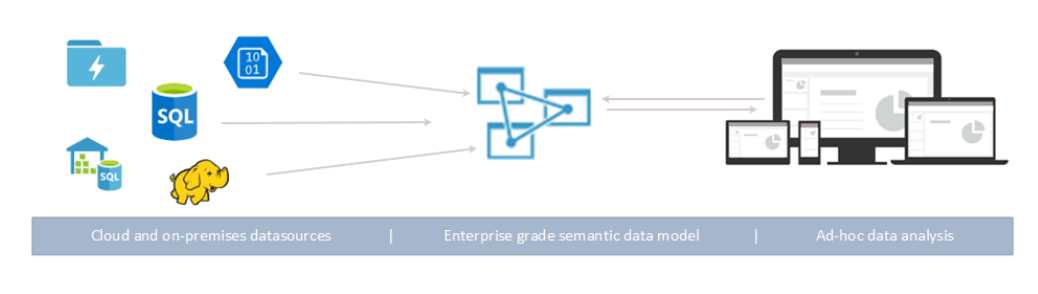 10
01
SQL
SQL
Cloud and on-premises datasources | Enterprise grade semantic data model | Ad-hoc data analysis